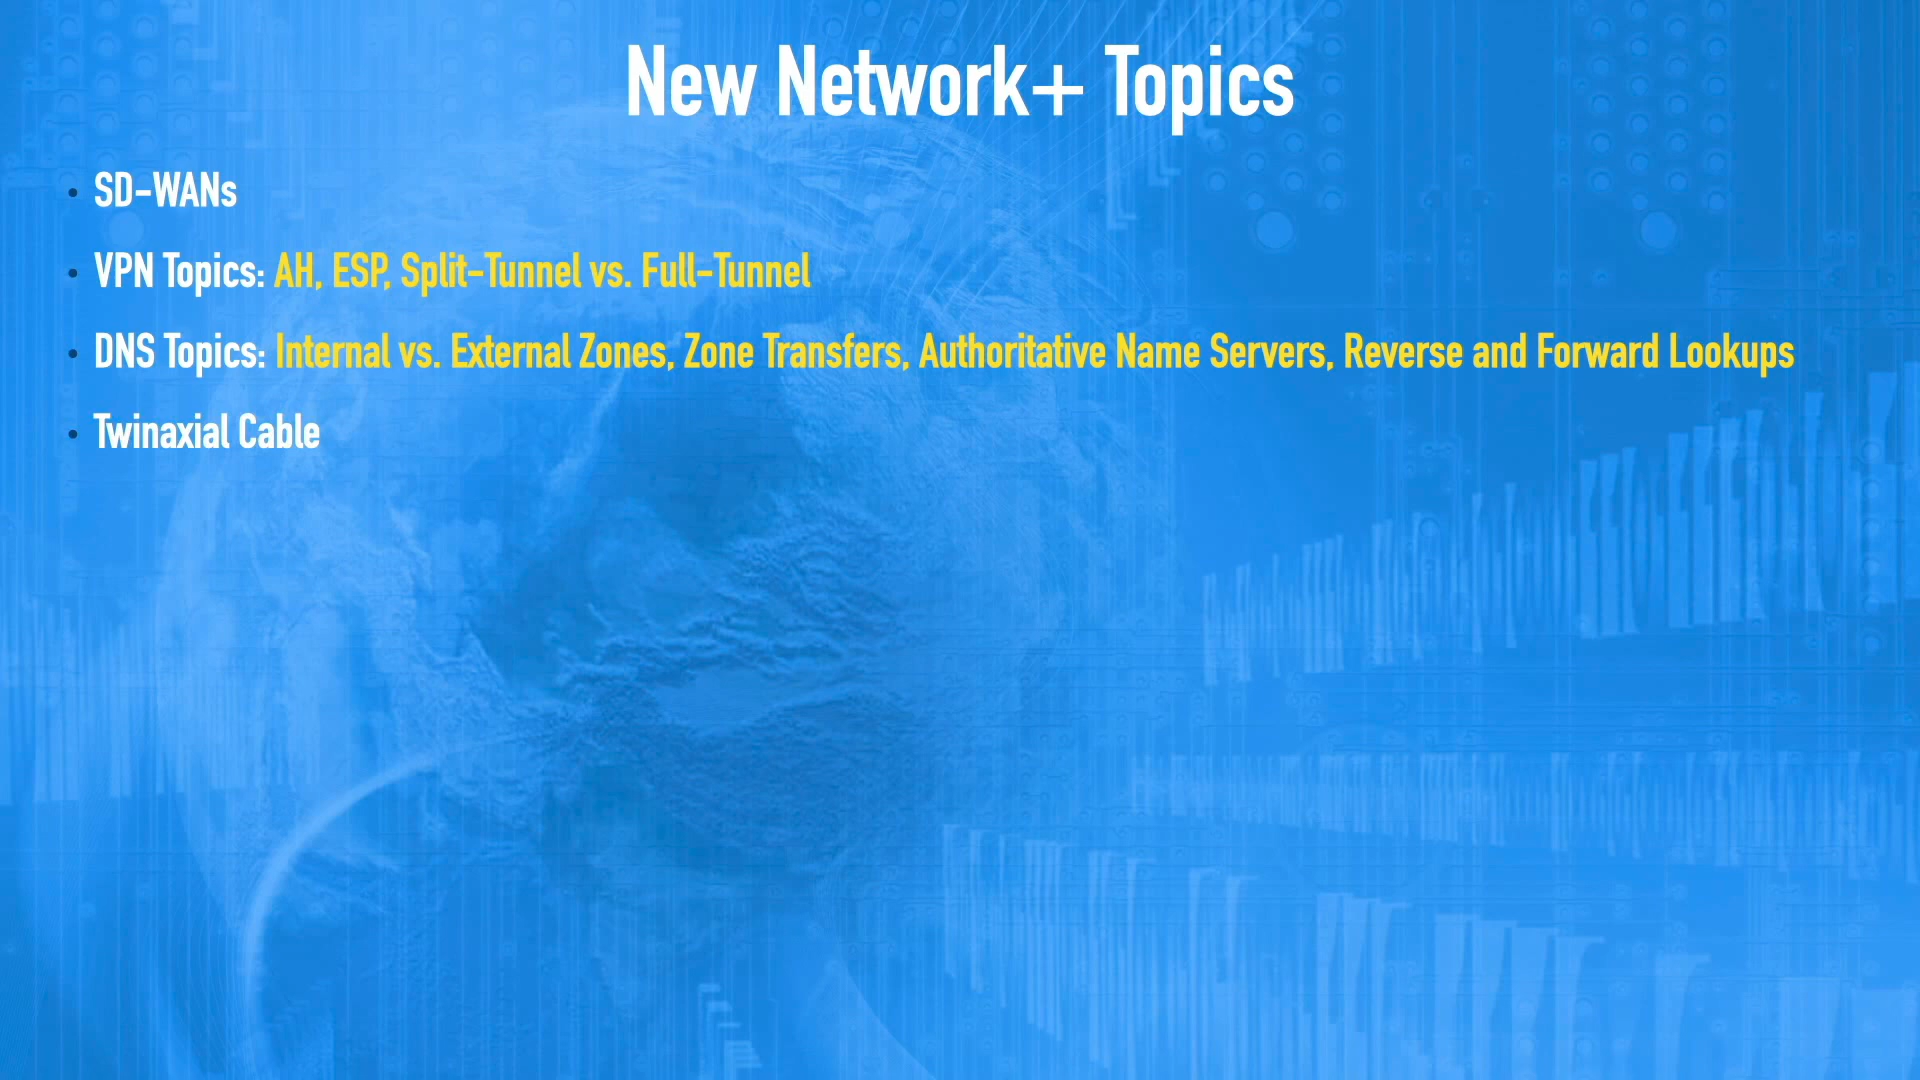 New Network+ Topics
• SD-WANs
• VPN Topics: AH, ESP, Split-Tunnel vs. Full-Tunnel
• DNS Topics: Internal vs. External Zones, Zone Transfers, Authoritative Name Servers, Reverse and Forward Lookups
• Twinaxial Cable